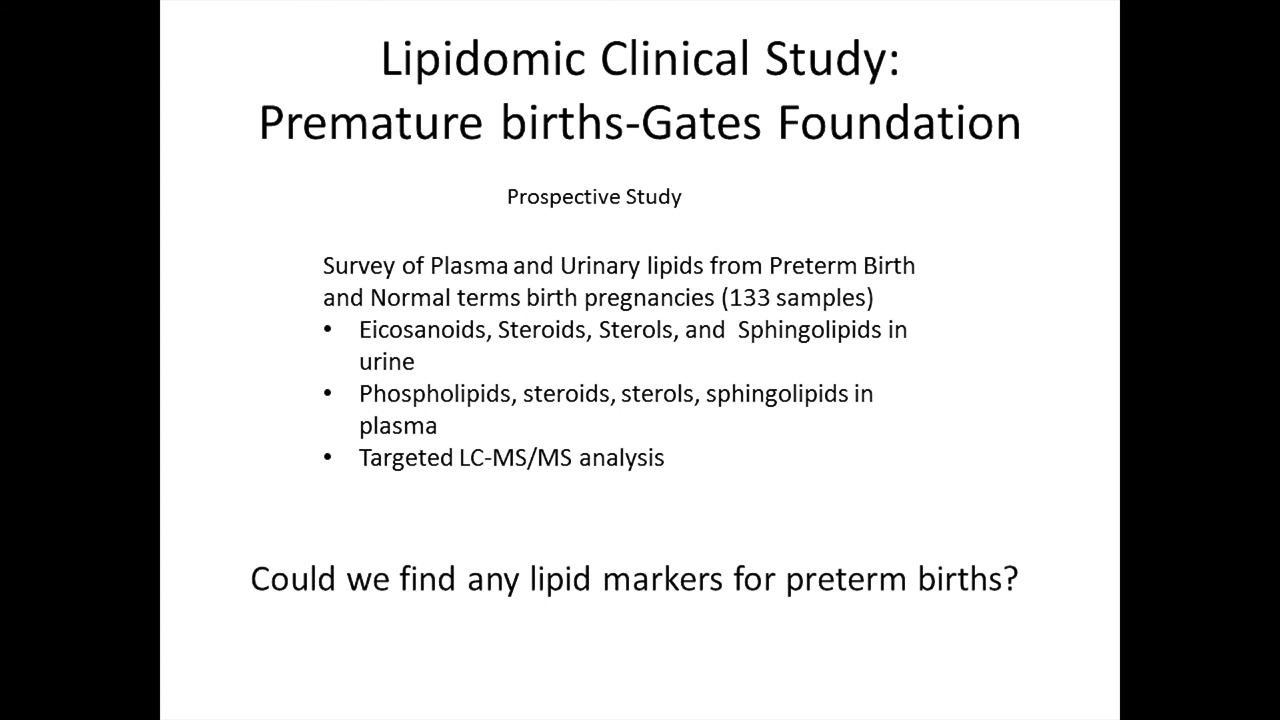 Lipidomic Clinical Study:
Premature births-Gates Foundation
Prospective Study
Survey of Plasma and Urinary lipids from Preterm Birth
and Normal terms birth pregnancies (133 samples)
• Eicosanoids, Steroids, Sterols, and  Sphingolipids in
urine
• Phospholipids, steroids, sterols, sphingolipids in
plasma
• Targeted LC-MS/MS analysis
Could we find any lipid markers for preterm births?